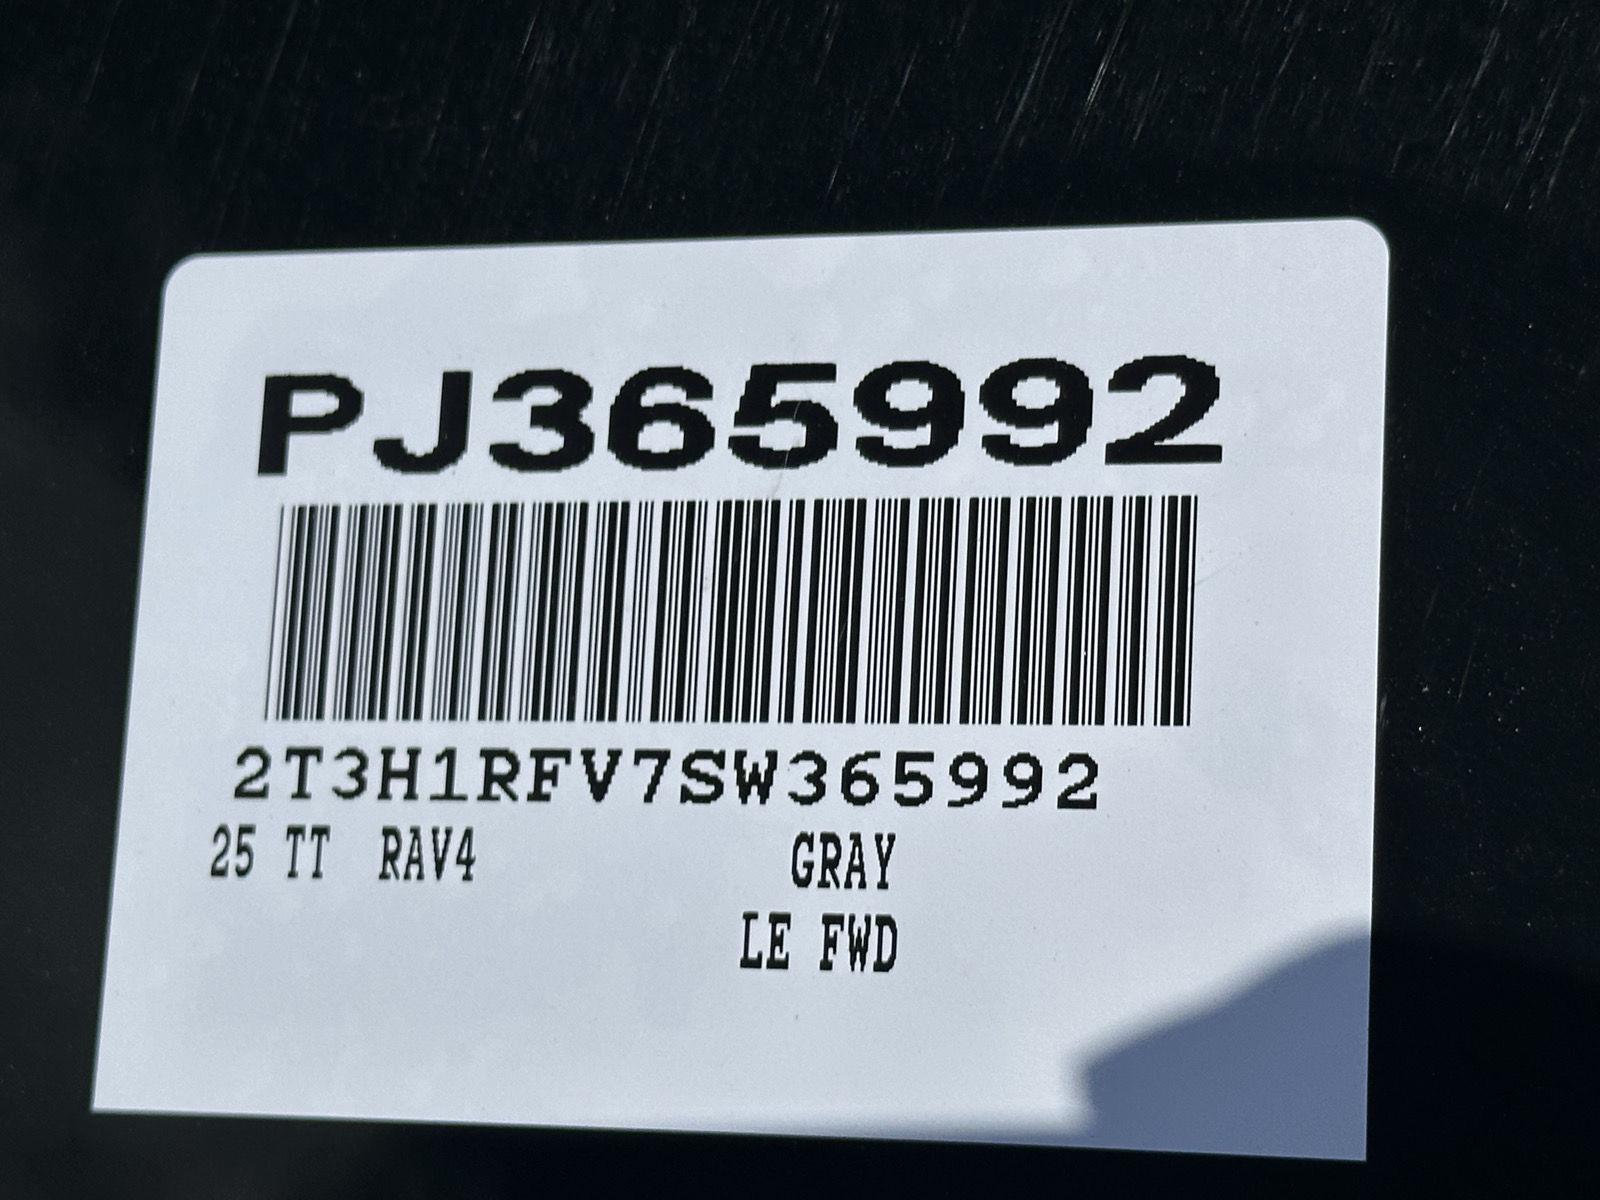 PJ365992
2T3H1RFV7SW365992
25 TT RAV4 GRAY
LE FWD